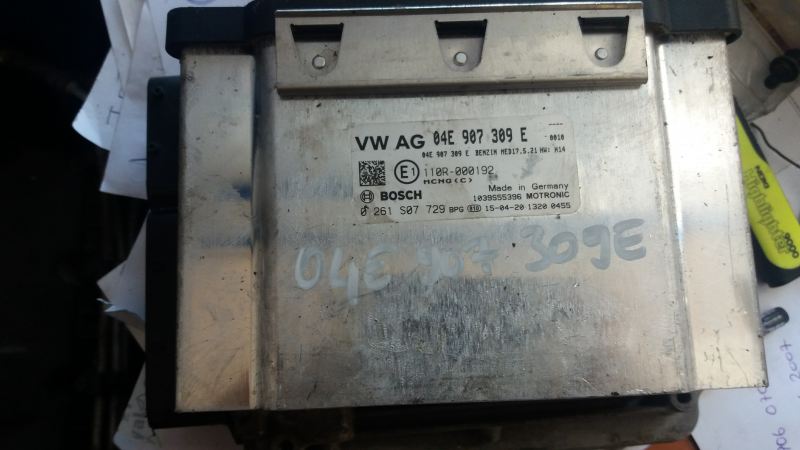 VW AG 04E 907 309 E -0010
04E 907 309 E BENZIN MED17.5.21 HW: H14
E1 110R-000192
MCHG(C)
BOSCH
Made in Germany
1039S55396 MOTRONIC
0 261 S07 729 BPG 15-04-20 1320 0455
04E 907 309E
Highlighter
2007